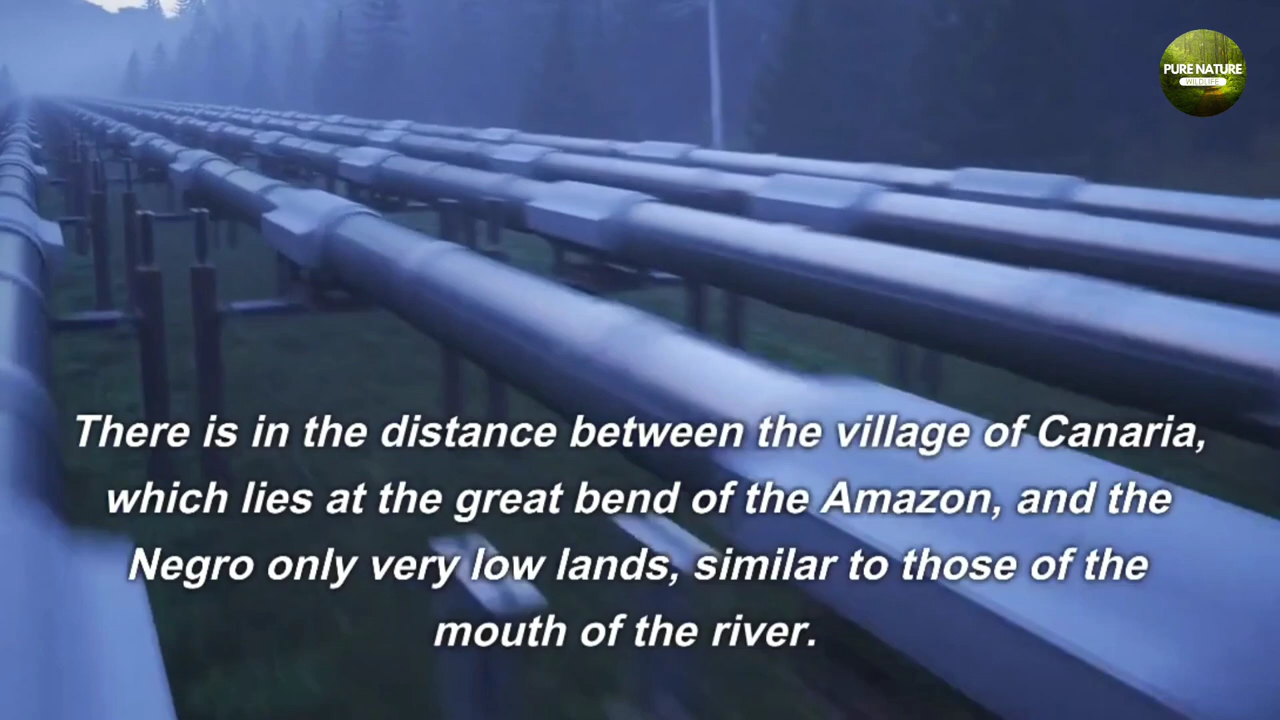 PURE NATURE
WILDLIFE
There is in the distance between the village of Canaria,
which lies at the great bend of the Amazon, and the
Negro only very low lands, similar to those of the
mouth of the river.